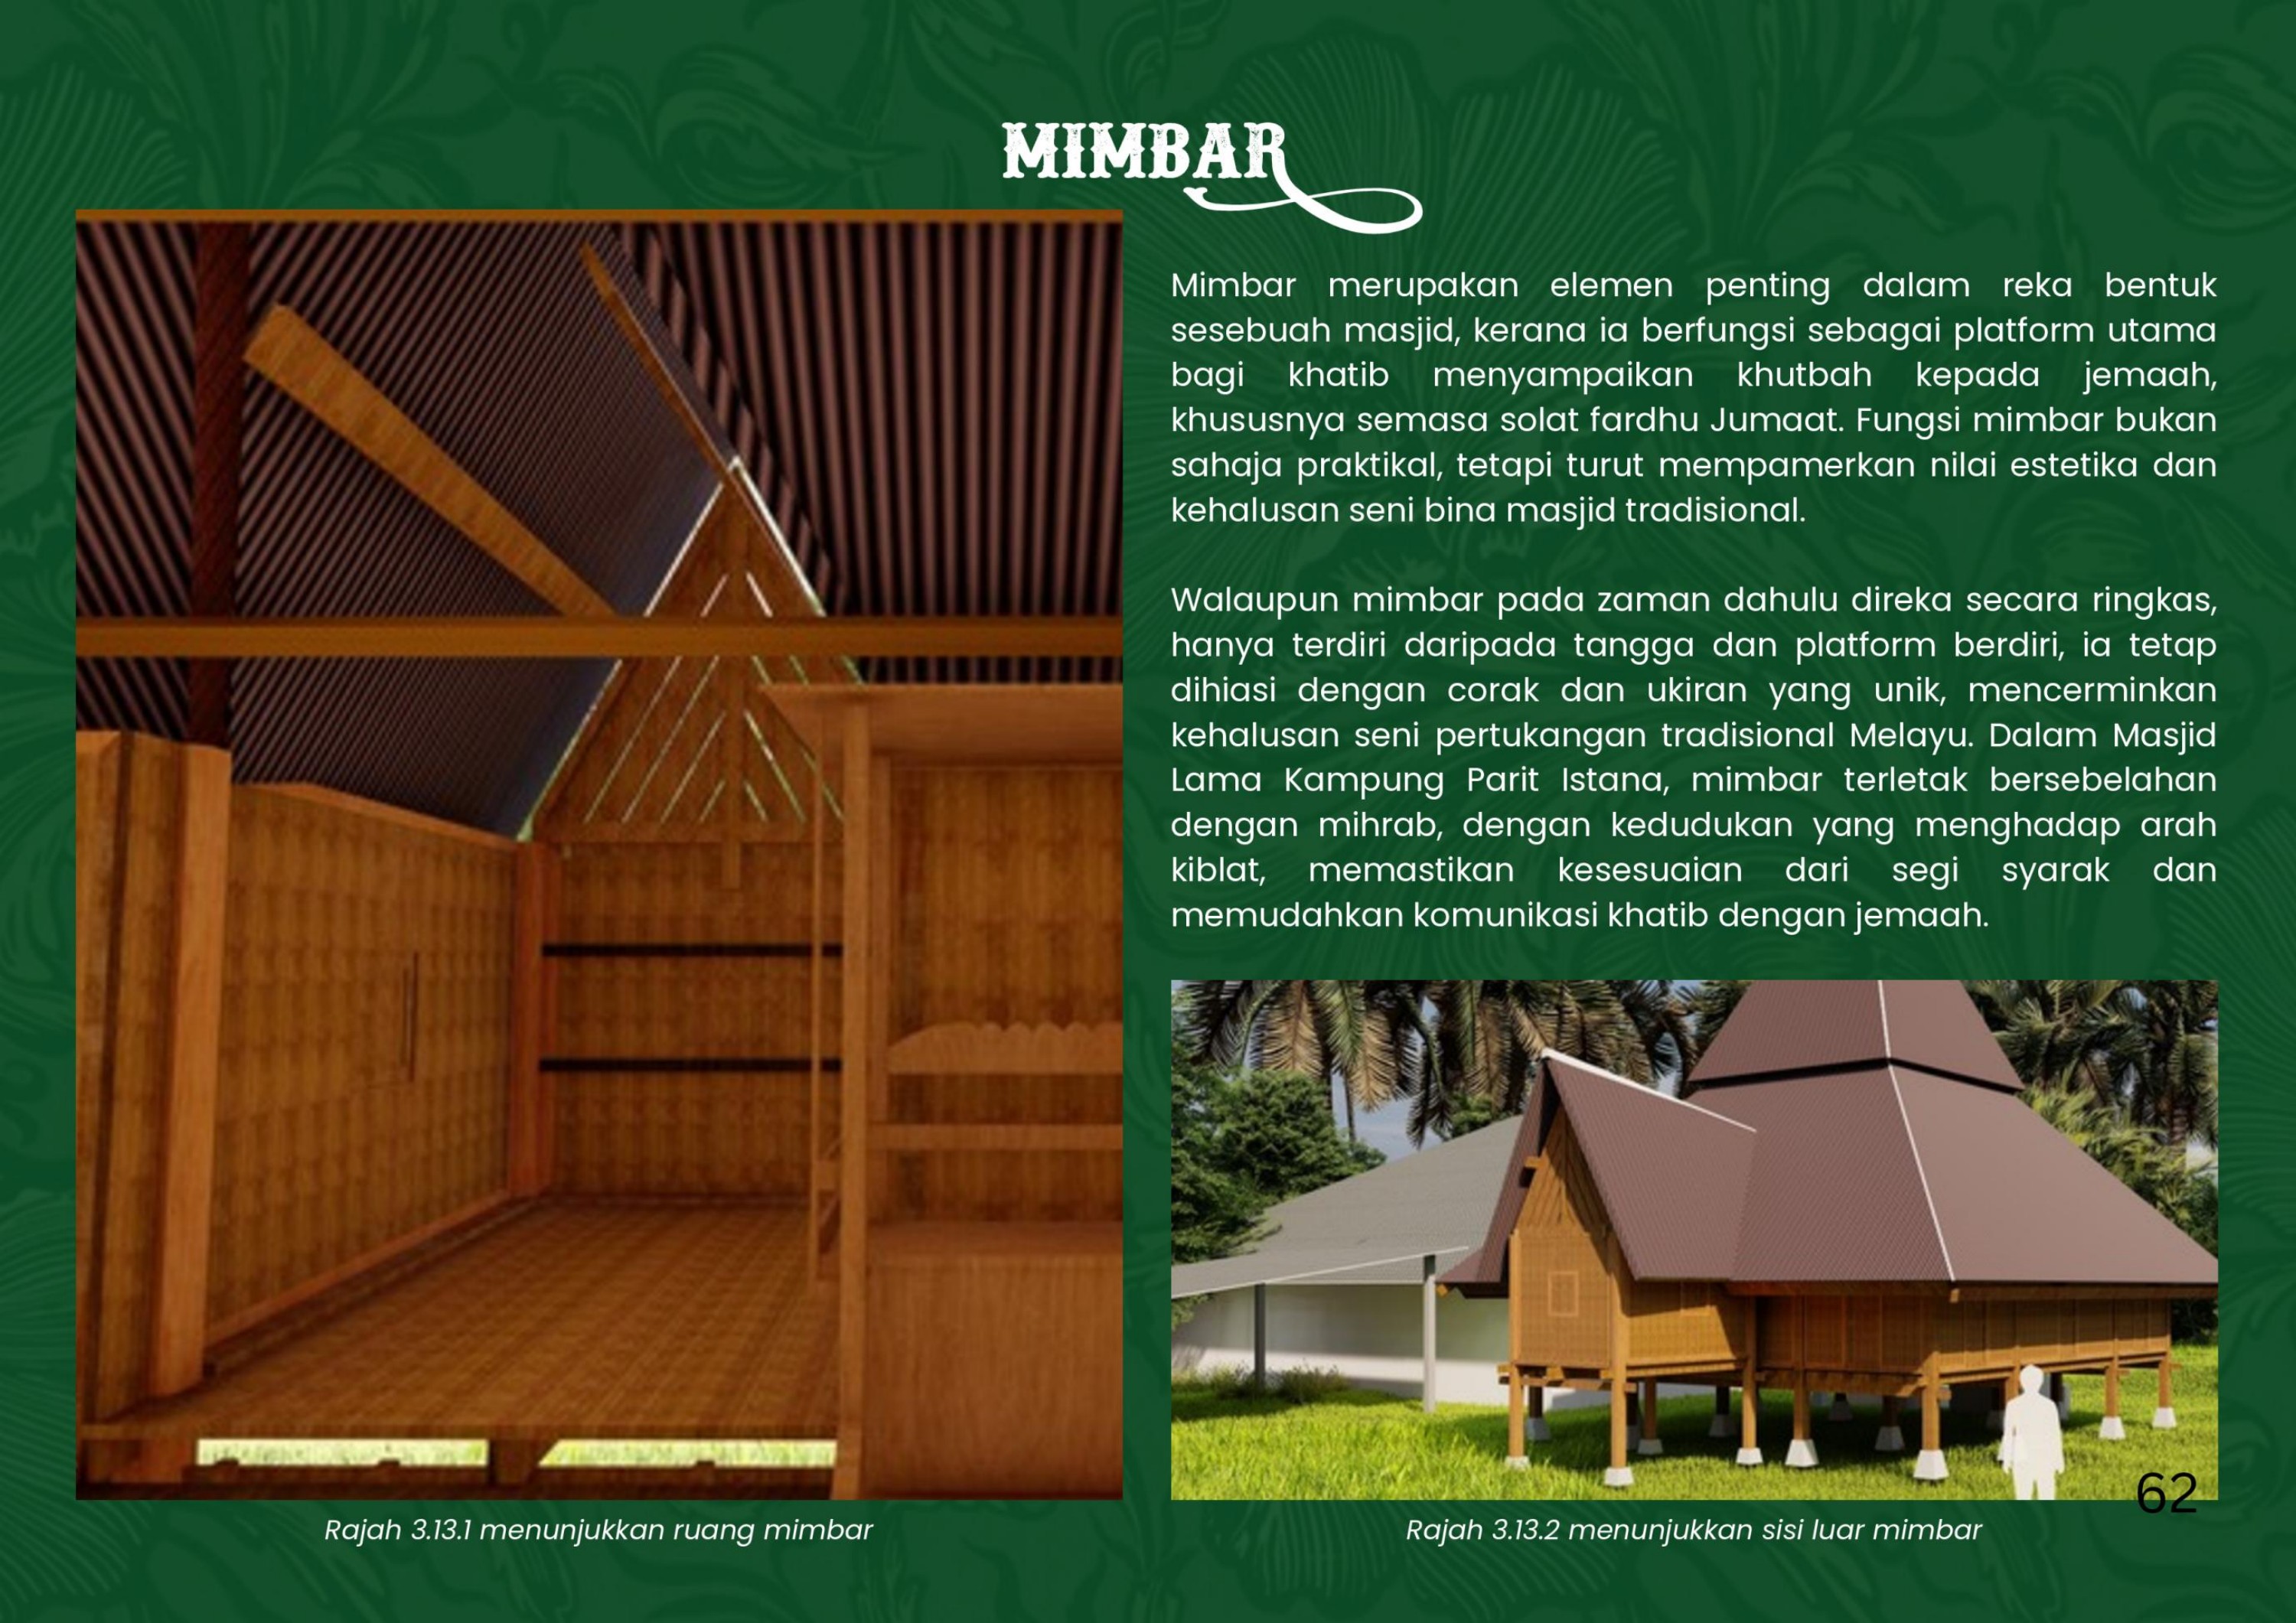 MIMBAR
Mimbar merupakan elemen penting dalam reka bentuk
sesebuah masjid, kerana ia berfungsi sebagai platform utama
bagi khatib menyampaikan khutbah kepada jemaah,
khususnya semasa solat fardhu Jumaat. Fungsi mimbar bukan
sahaja praktikal, tetapi turut mempamerkan nilai estetika dan
kehalusan seni bina masjid tradisional.
Walaupun mimbar pada zaman dahulu direka secara ringkas,
hanya terdiri daripada tangga dan platform berdiri, ia tetap
dihiasi dengan corak dan ukiran yang unik, mencerminkan
kehalusan seni pertukangan tradisional Melayu. Dalam Masjid
Lama Kampung Parit Istana, mimbar terletak bersebelahan
dengan mihrab, dengan kedudukan yang menghadap arah
kiblat, memastikan kesesuaian dari segi syarak dan
memudahkan komunikasi khatib dengan jemaah.
Rajah 3.13.1 menunjukkan ruang mimbar
Rajah 3.13.2 menunjukkan sisi luar mimbar
62